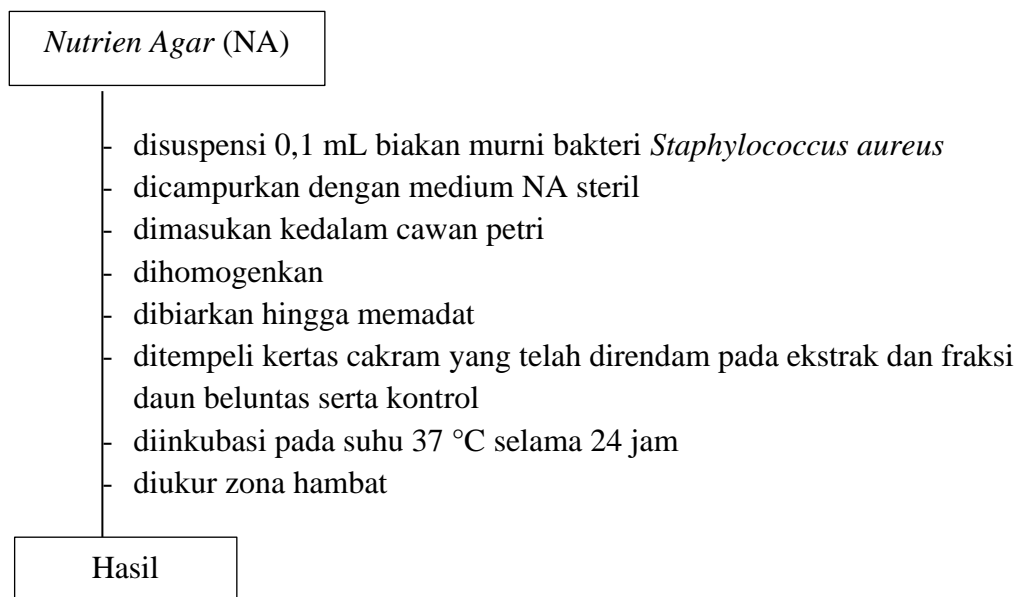 Nutrien Agar (NA)
- disuspensi 0,1 mL biakan murni bakteri Staphylococcus aureus
- dicampurkan dengan medium NA steril
- dimasukan kedalam cawan petri
- dihomogenkan
- dibiarkan hingga memadat
- ditempeli kertas cakram yang telah direndam pada ekstrak dan fraksi
daun beluntas serta kontrol
- diinkubasi pada suhu 37 °C selama 24 jam
- diukur zona hambat
Hasil